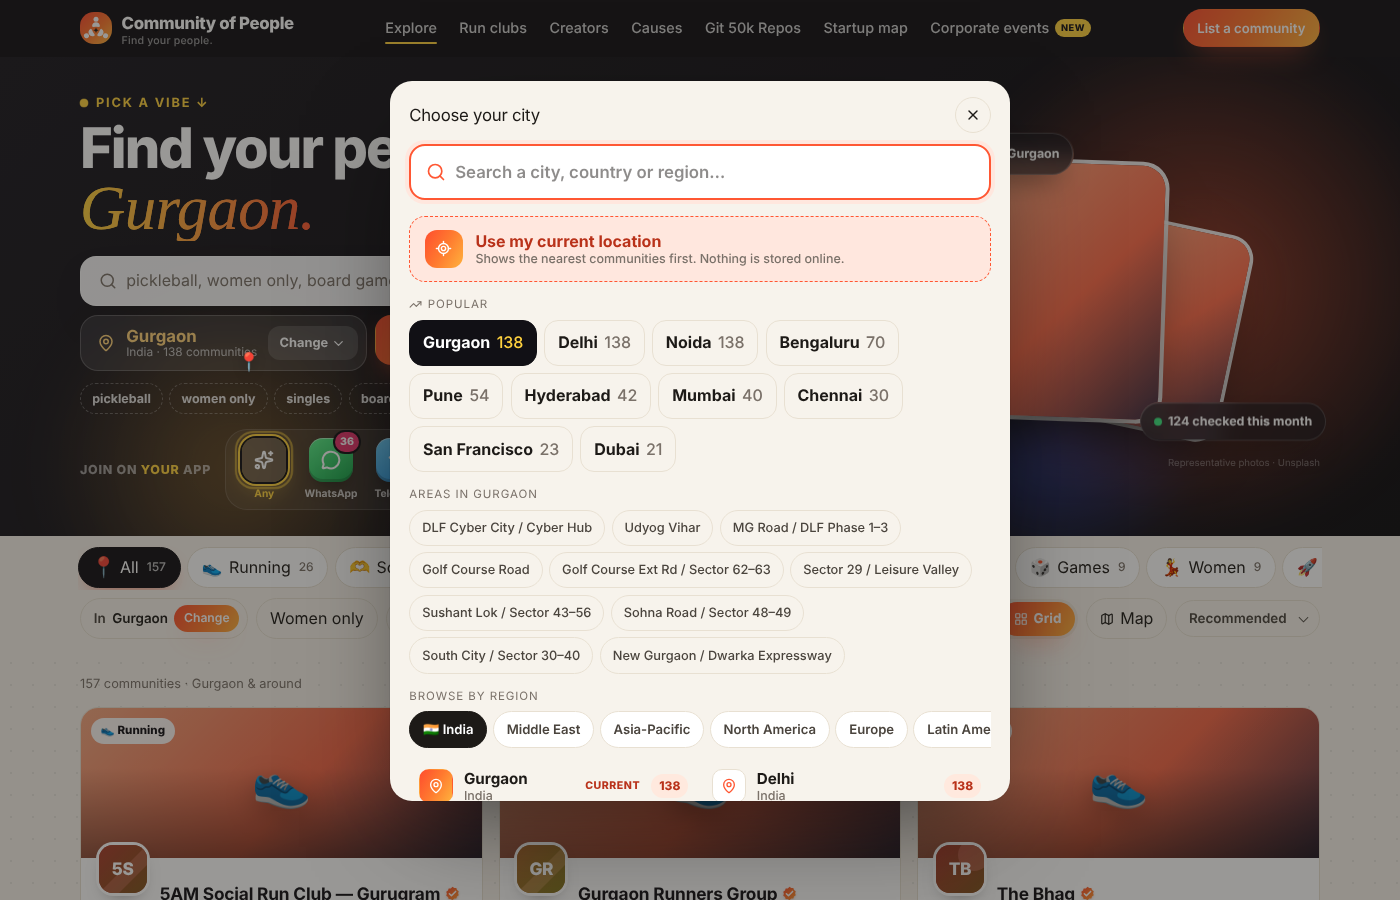 Community of People
Find your people.
Explore
Run clubs
Creators
Causes
Git 50k Repos
Startup map
Corporate events NEW
List a community
PICK A VIBE ↓
Find your pe
Gurgaon.
pickleball, women only, board game
Gurgaon
India · 138 communities
Change
pickleball
women only
singles
board
JOIN ON YOUR APP
Any
36
WhatsApp
Tele
Gurgaon
124 checked this month
Representative photos · Unsplash
Choose your city
Search a city, country or region...
Use my current location
Shows the nearest communities first. Nothing is stored online.
POPULAR
Gurgaon 138
Delhi 138
Noida 138
Bengaluru 70
Pune 54
Hyderabad 42
Mumbai 40
Chennai 30
San Francisco 23
Dubai 21
AREAS IN GURGAON
DLF Cyber City / Cyber Hub
Udyog Vihar
MG Road / DLF Phase 1–3
Golf Course Road
Golf Course Ext Rd / Sector 62–63
Sector 29 / Leisure Valley
Sushant Lok / Sector 43–56
Sohna Road / Sector 48–49
South City / Sector 30–40
New Gurgaon / Dwarka Expressway
BROWSE BY REGION
India
Middle East
Asia-Pacific
North America
Europe
Latin Ame
Gurgaon
India
CURRENT
138
Delhi
India
138
All 157
Running 26
So
Games 9
Women 9
In Gurgaon Change
Women only
Grid
Map
Recommended
157 communities · Gurgaon & around
Running
5S
5AM Social Run Club — Gurugram
GR
Gurgaon Runners Group
TB
The Bhag